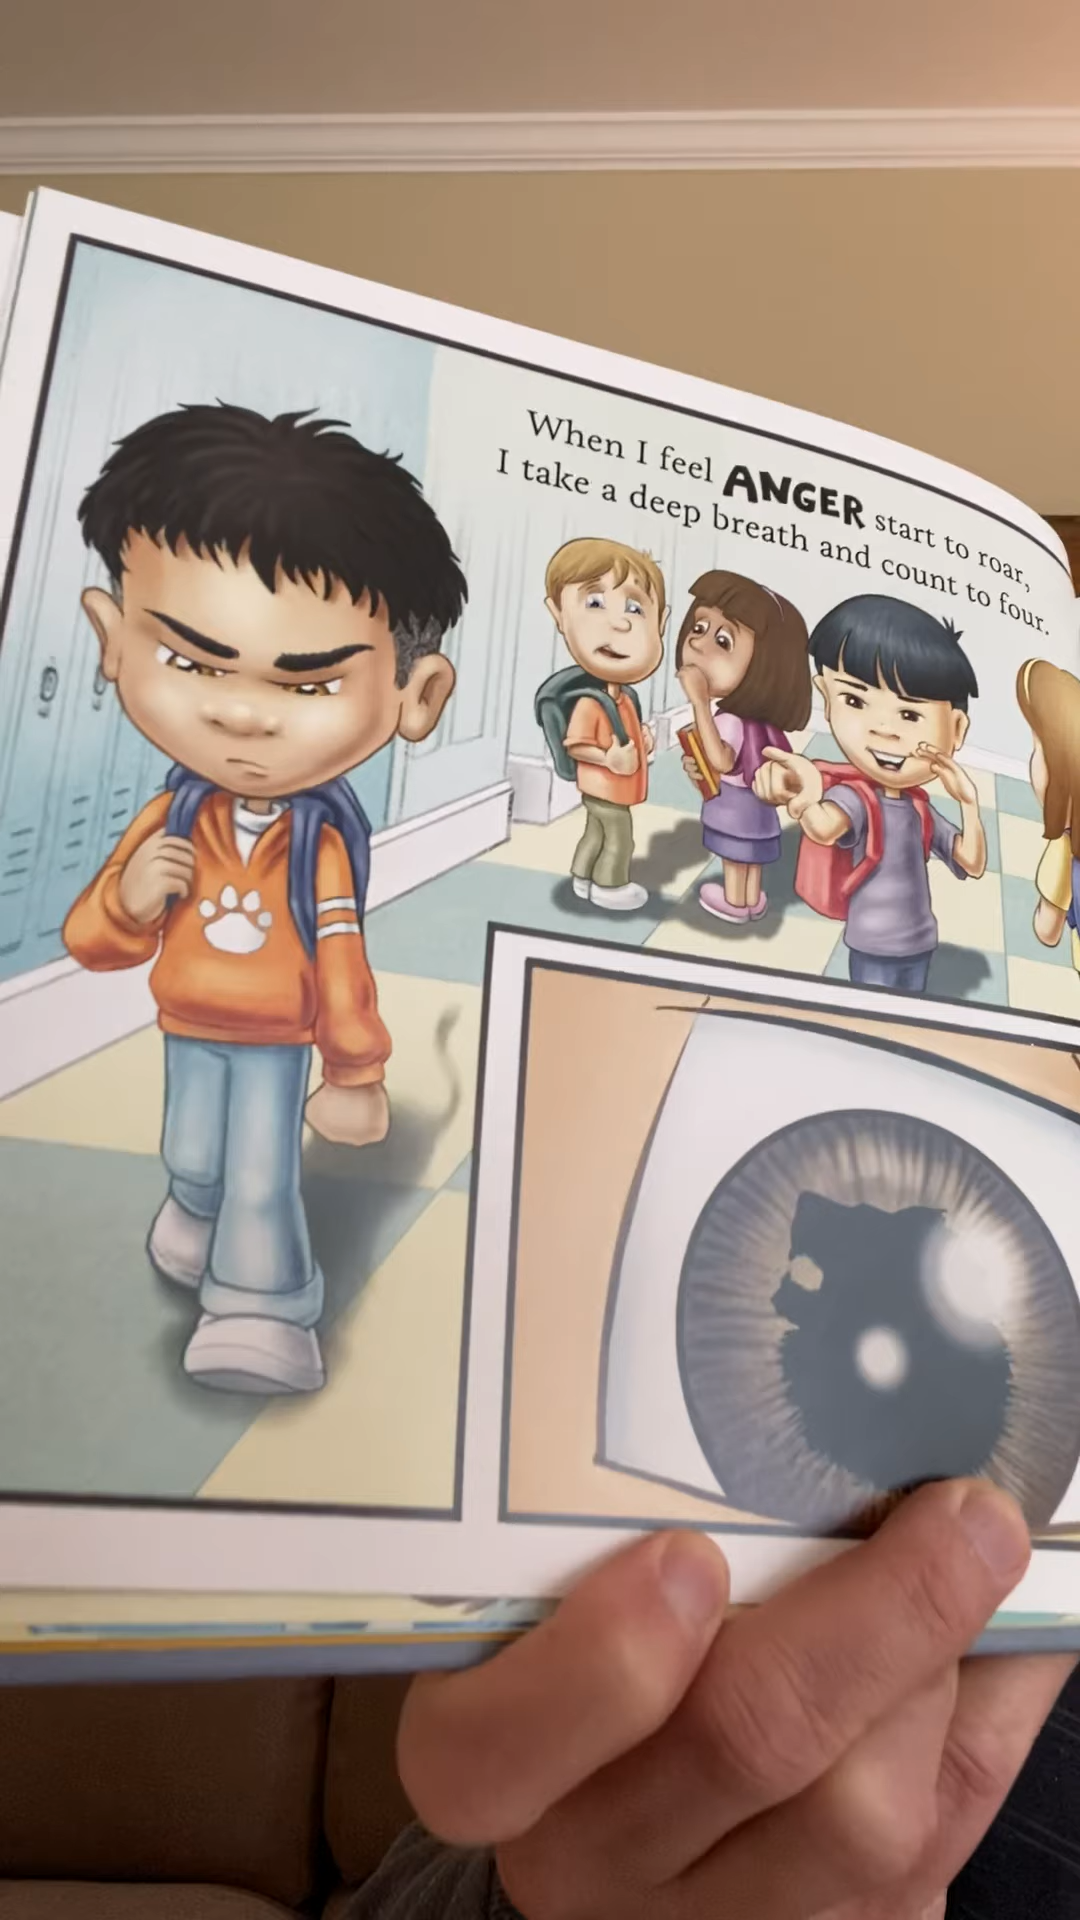 When I feel ANGER start to roar,
I take a deep breath and count to four.